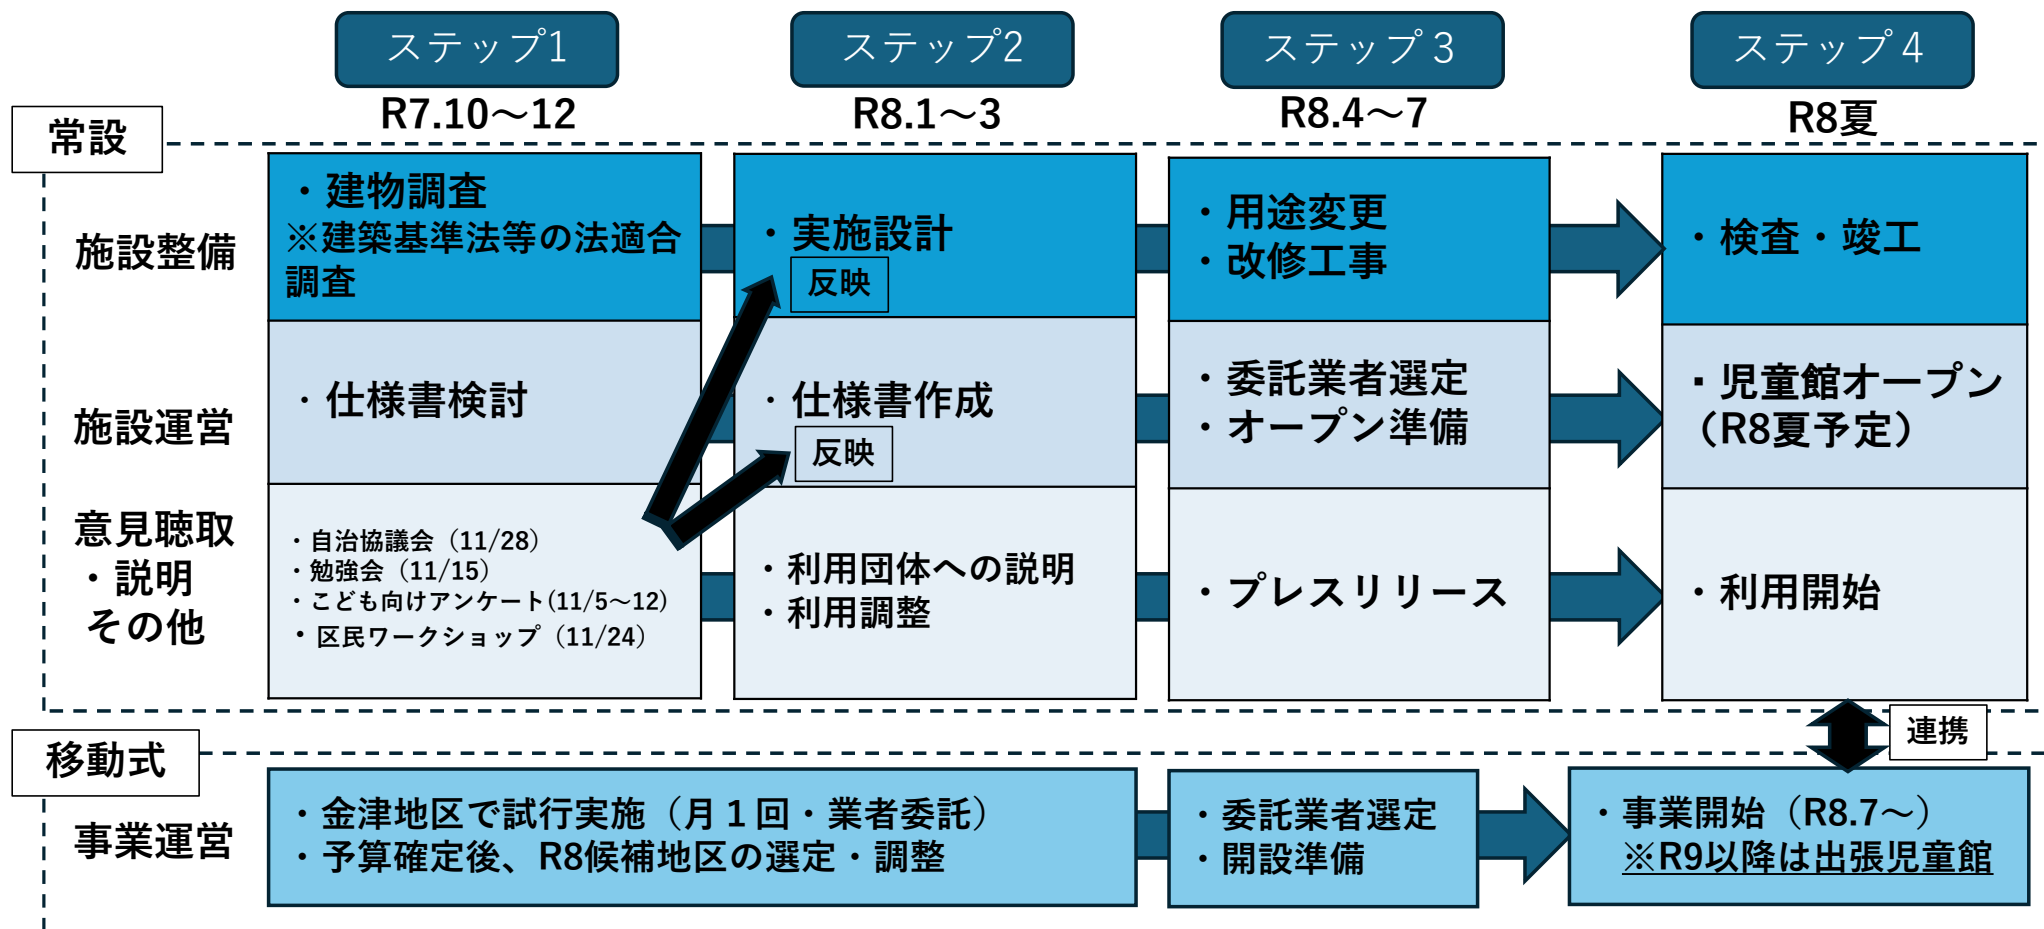 ステップ1
ステップ2
ステップ３
ステップ４
R7.10～12
R8.1～3
R8.4～7
R8夏
常設
施設整備
・建物調査
※建築基準法等の法適合
調査
・実施設計
反映
・用途変更
・改修工事
・検査・竣工
施設運営
・仕様書検討
・仕様書作成
反映
・委託業者選定
・オープン準備
・児童館オープン
（R8夏予定）
意見聴取
・説明
その他
・自治協議会（11/28）
・勉強会（11/15）
・こども向けアンケート(11/5～12)
・区民ワークショップ（11/24）
・利用団体への説明
・利用調整
・プレスリリース
・利用開始
連携
移動式
事業運営
・金津地区で試行実施（月１回・業者委託）
・予算確定後、R8候補地区の選定・調整
・委託業者選定
・開設準備
・事業開始（R8.7～）
※R9以降は出張児童館